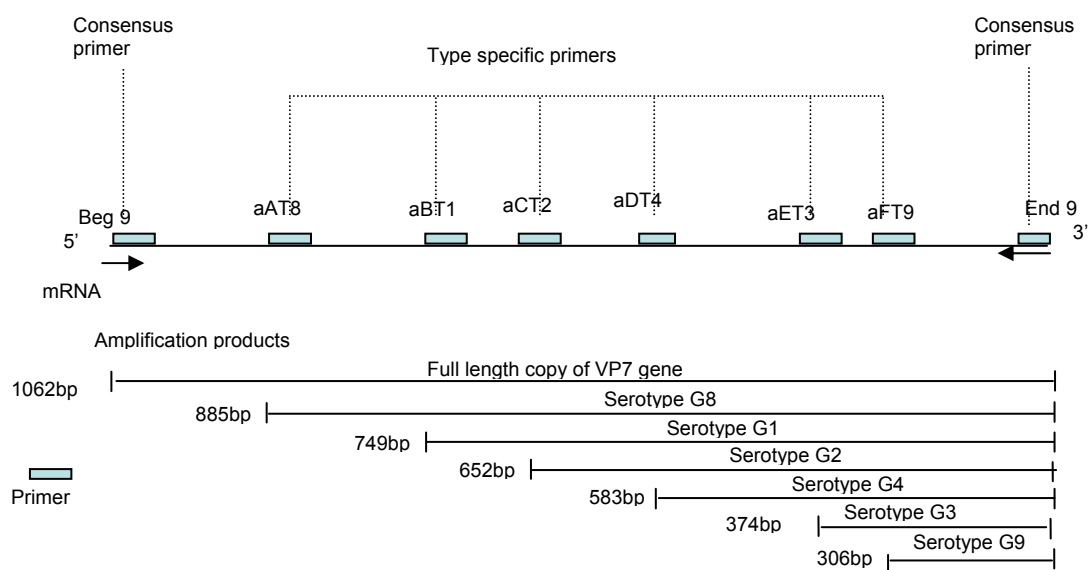 Consensus
primer
Consensus
primer
Type specific primers
Beg 9
aAT8
aBT1
aCT2
aDT4
aET3
aFT9
End 9
5’
3’
mRNA
Amplification products
Full length copy of VP7 gene
1062bp
Serotype G8
885bp
Serotype G1
749bp
Serotype G2
652bp
Serotype G4
583bp
Serotype G3
374bp
Serotype G9
306bp
Primer